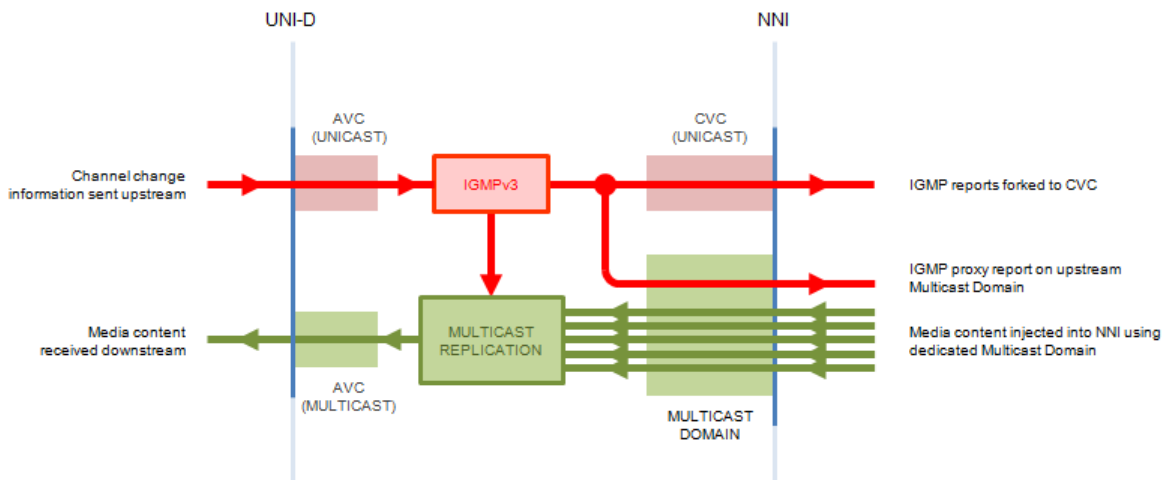 UNI-D
NNI
AVC
(UNICAST)
CVC
(UNICAST)
Channel change
information sent upstream
IGMPv3
IGMP reports forked to CVC
IGMP proxy report on upstream
Multicast Domain
Media content
received downstream
MULTICAST
REPLICATION
Media content injected into NNI using
dedicated Multicast Domain
AVC
(MULTICAST)
MULTICAST
DOMAIN